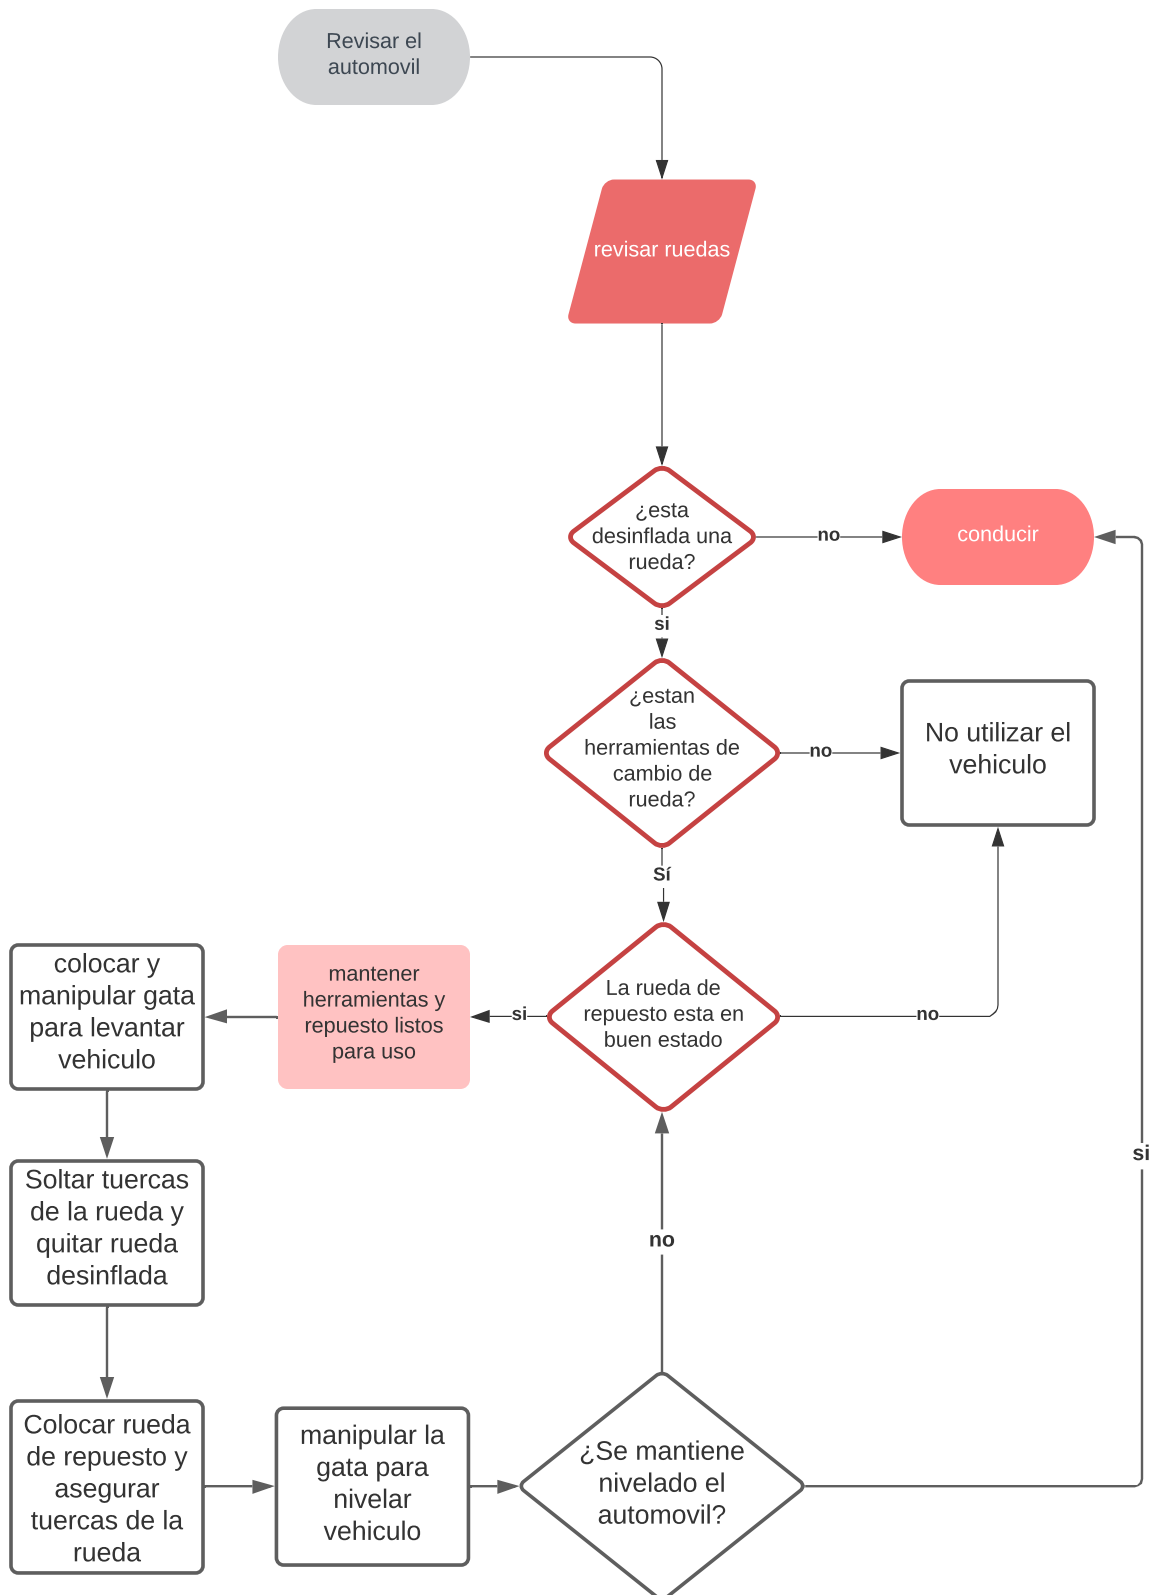 Revisar el
automovil
revisar ruedas
¿esta
desinflada una
rueda?
no
conducir
si
¿estan
las
herramientas de
cambio de
rueda?
no
No utilizar el
vehiculo
Sí
La rueda de
repuesto esta en
buen estado
no
si
mantener
herramientas y
repuesto listos
para uso
colocar y
manipular gata
para levantar
vehiculo
Soltar tuercas
de la rueda y
quitar rueda
desinflada
Colocar rueda
de repuesto y
asegurar
tuercas de la
rueda
manipular la
gata para
nivelar
vehiculo
¿Se mantiene
nivelado el
automovil?
no
si